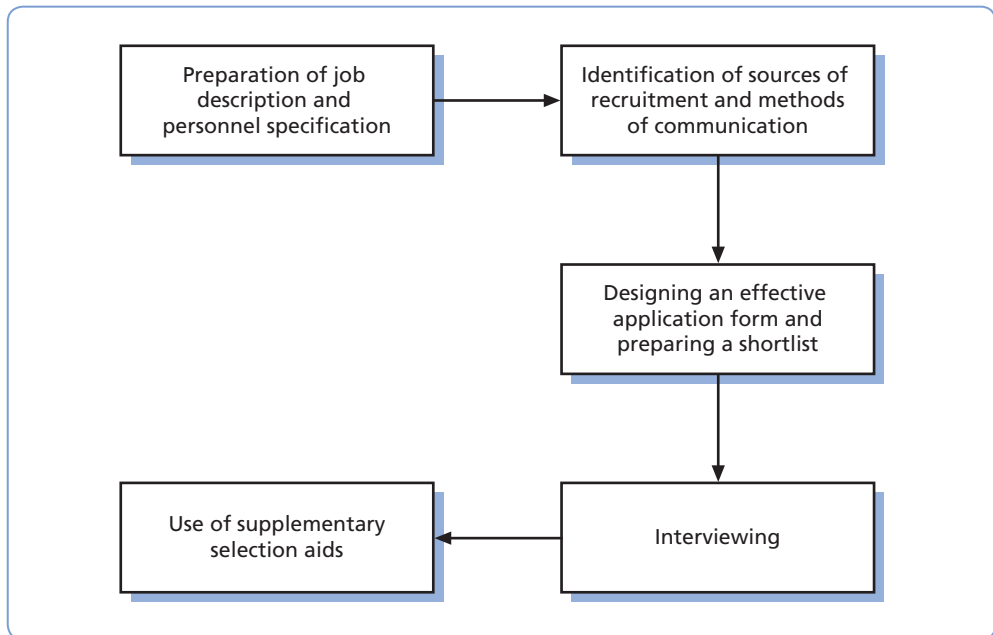 Preparation of job
description and
personnel specification
Identification of sources of
recruitment and methods
of communication
Designing an effective
application form and
preparing a shortlist
Interviewing
Use of supplementary
selection aids